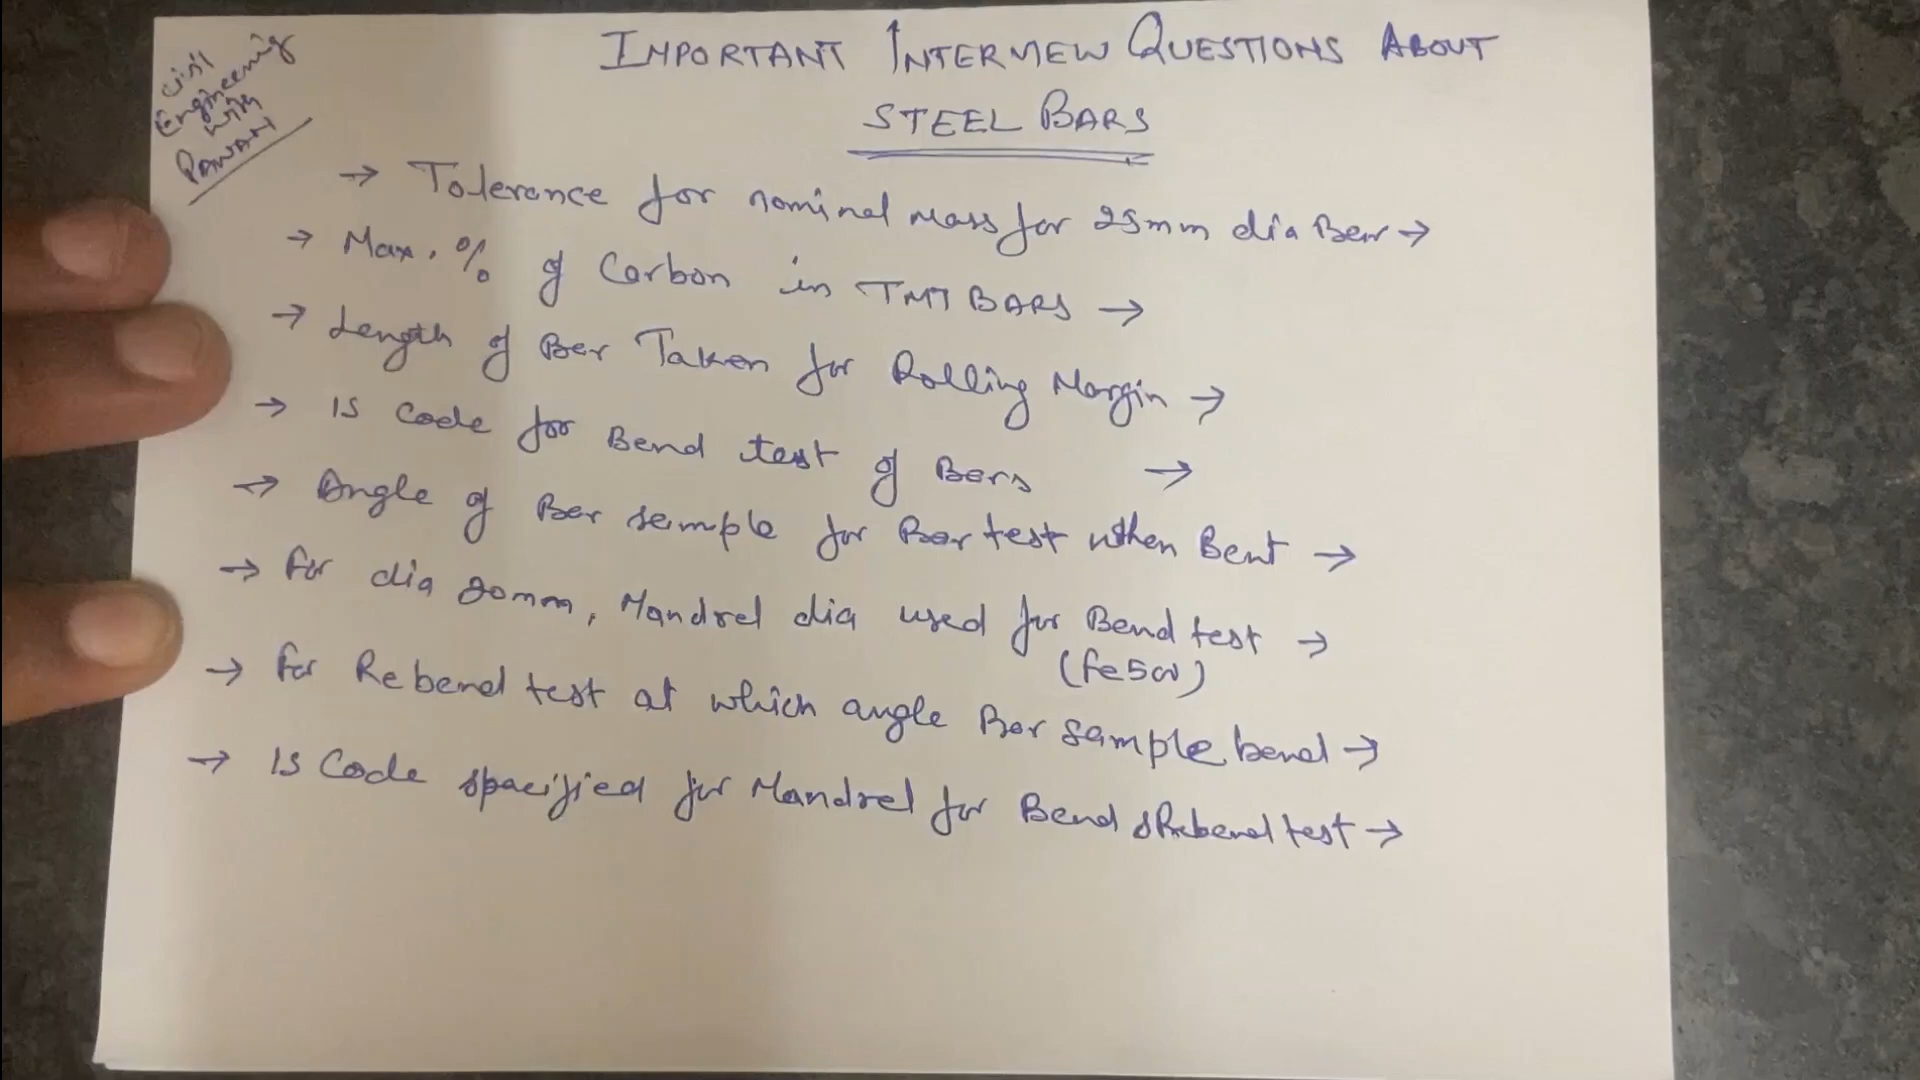 Civil
Engineering
with
PAWAN
IMPORTANT INTERVIEW QUESTIONS ABOUT
STEEL BARS
→ Tolerance for nominal mass for 25mm dia Bar →
→ Max. % of Carbon in TMT BARS →
→ Length of Bar Taken for Rolling Margin →
→ IS Code for Bend test of Bars →
→ Angle of Bar sample for Bar test when Bent →
→ for dia 20mm, Mandrel dia used for Bend test →
(fe500)
→ for Rebend test at which angle Bar sample bend →
→ IS Code specified for Mandrel for Bend & Rebend test →